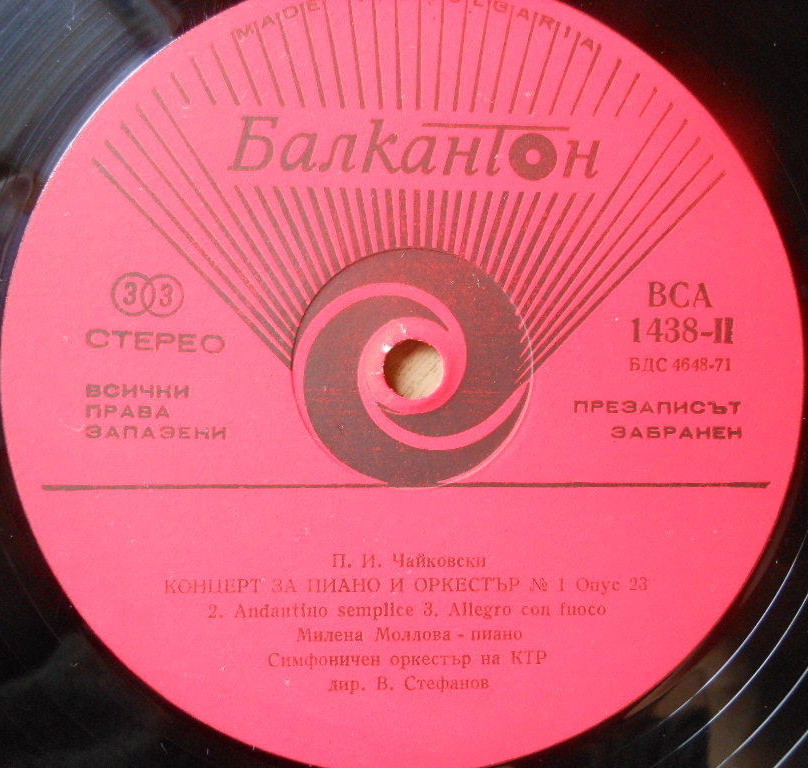 MADE IN BULGARIA
Балкантон
33
СТЕРЕО
ВСИЧКИ
ПРАВА
ЗАПАЗЕНИ
ВСА
1438-II
БДС 4648-71
ПРЕЗАПИСЪТ
ЗАБРАНЕН
П. И. Чайковски
КОНЦЕРТ ЗА ПИАНО И ОРКЕСТЪР № 1 Опус 23
2. Andantino semplice 3. Allegro con fuoco
Милена Моллова - пиано
Симфоничен оркестър на КТР
дир. В. Стефанов